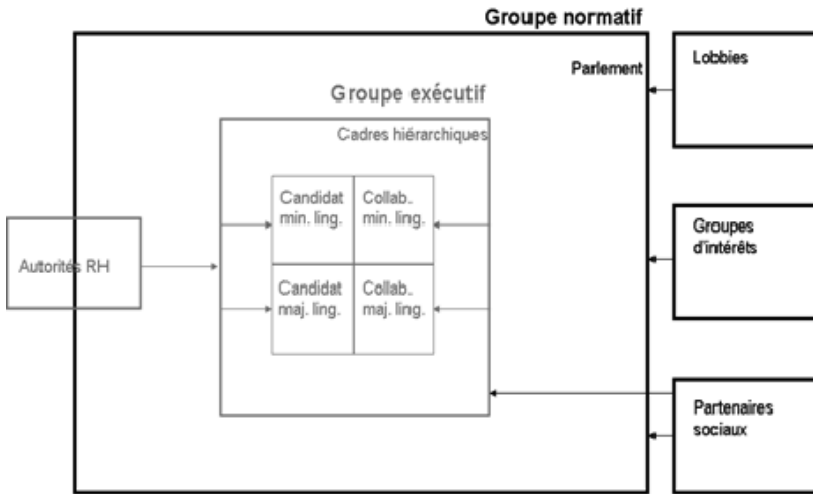 Groupe normatif
Parlement
Lobbies
Groupe exécutif
Cadres hiérarchiques
Candidat
min. ling.
Collab.
min. ling.
Groupes
d'intérêts
Autorités RH
Candidat
maj. ling.
Collab.
maj. ling.
Partenaires
sociaux